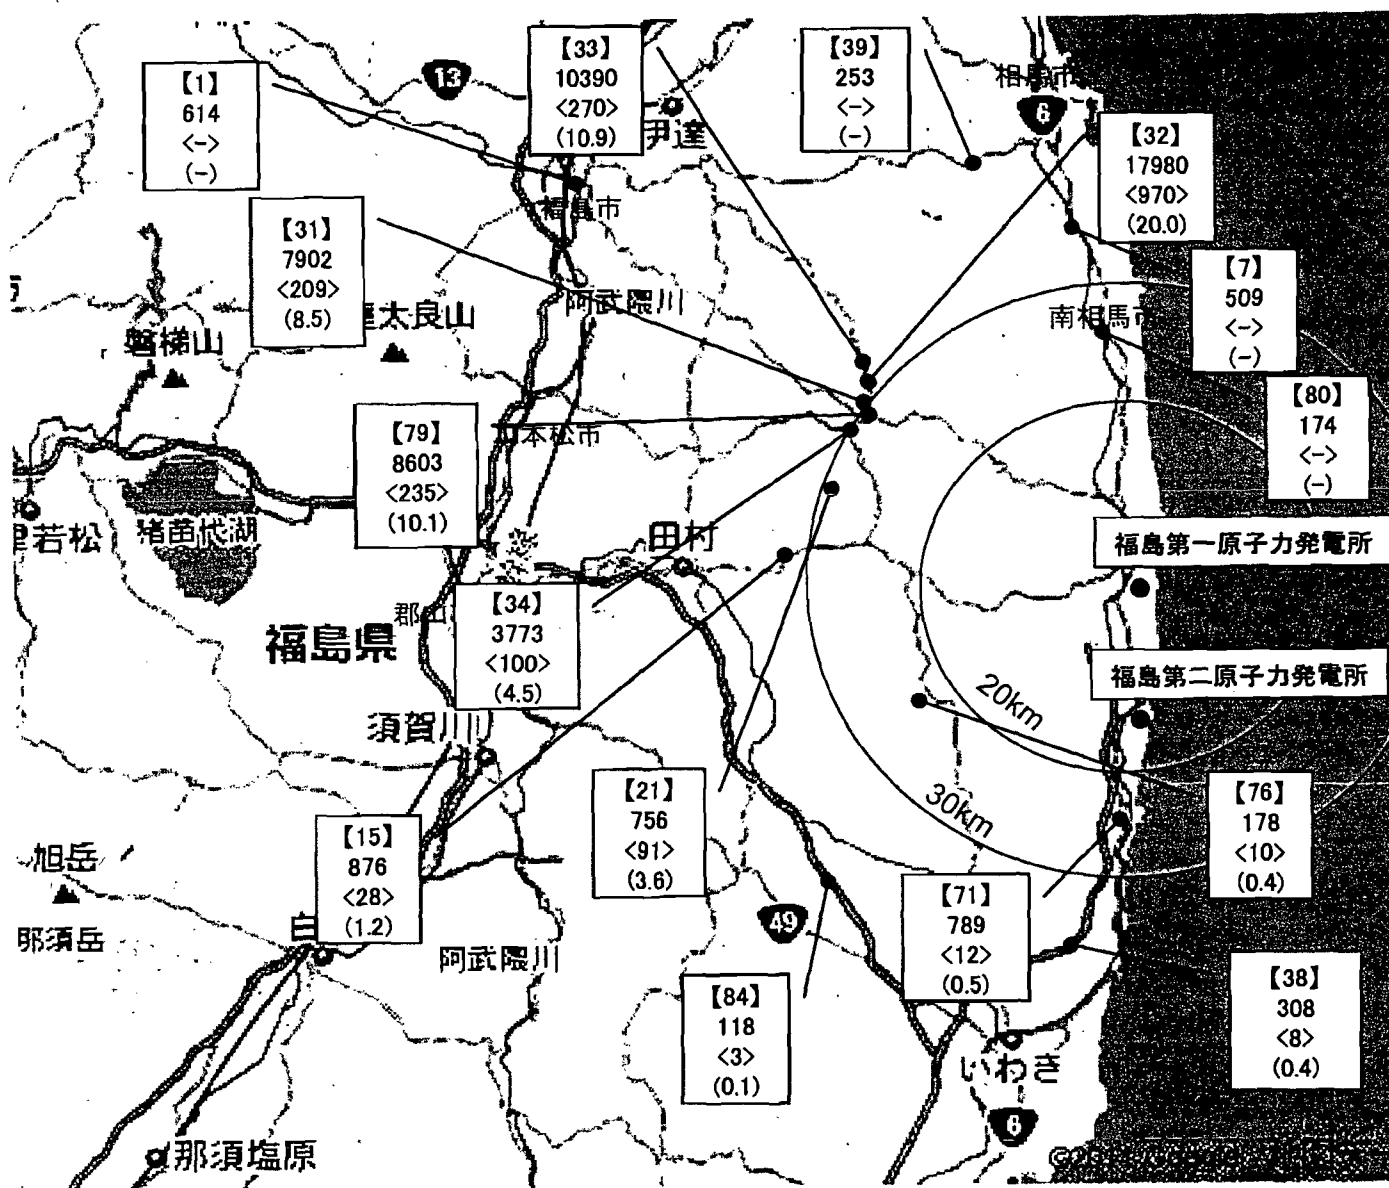 【1】
614
<->
(-)
13
【33】
10390
<270>
(10.9)
伊達
【39】
253
<->
(-)
相馬市
6
【32】
17980
<970>
(20.0)
福島市
【31】
7902
<209>
(8.5)
阿武隈川
【7】
509
<->
(-)
南相馬市
太良山
磐梯山
【80】
174
<->
(-)
【79】
8603
<235>
(10.1)
本松市
若松
猪苗代湖
田村
福島第一原子力発電所
郡山
【34】
3773
<100>
(4.5)
福島県
福島第二原子力発電所
20km
須賀川
30km
【21】
756
<91>
(3.6)
【76】
178
<10>
(0.4)
【15】
876
<28>
(1.2)
旭岳
那須岳
白
阿武隈川
49
【71】
789
<12>
(0.5)
【84】
118
<3>
(0.1)
【38】
308
<8>
(0.4)
いわき
6
那須塩原